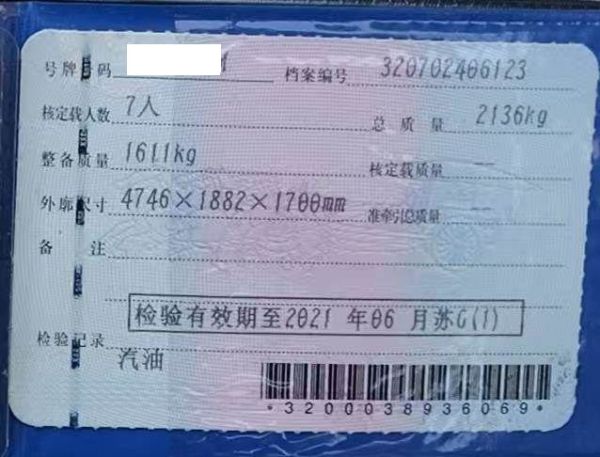 号牌号码 档案编号 320702406123
核定载人数 7人 总质量 2136kg
整备质量 1611kg 核定载质量 --
外廓尺寸 4746×1882×1700mm 准牵引总质量 --
备注
检验有效期至2021 年06 月苏G(1)
检验记录
汽油
*3200038936069*